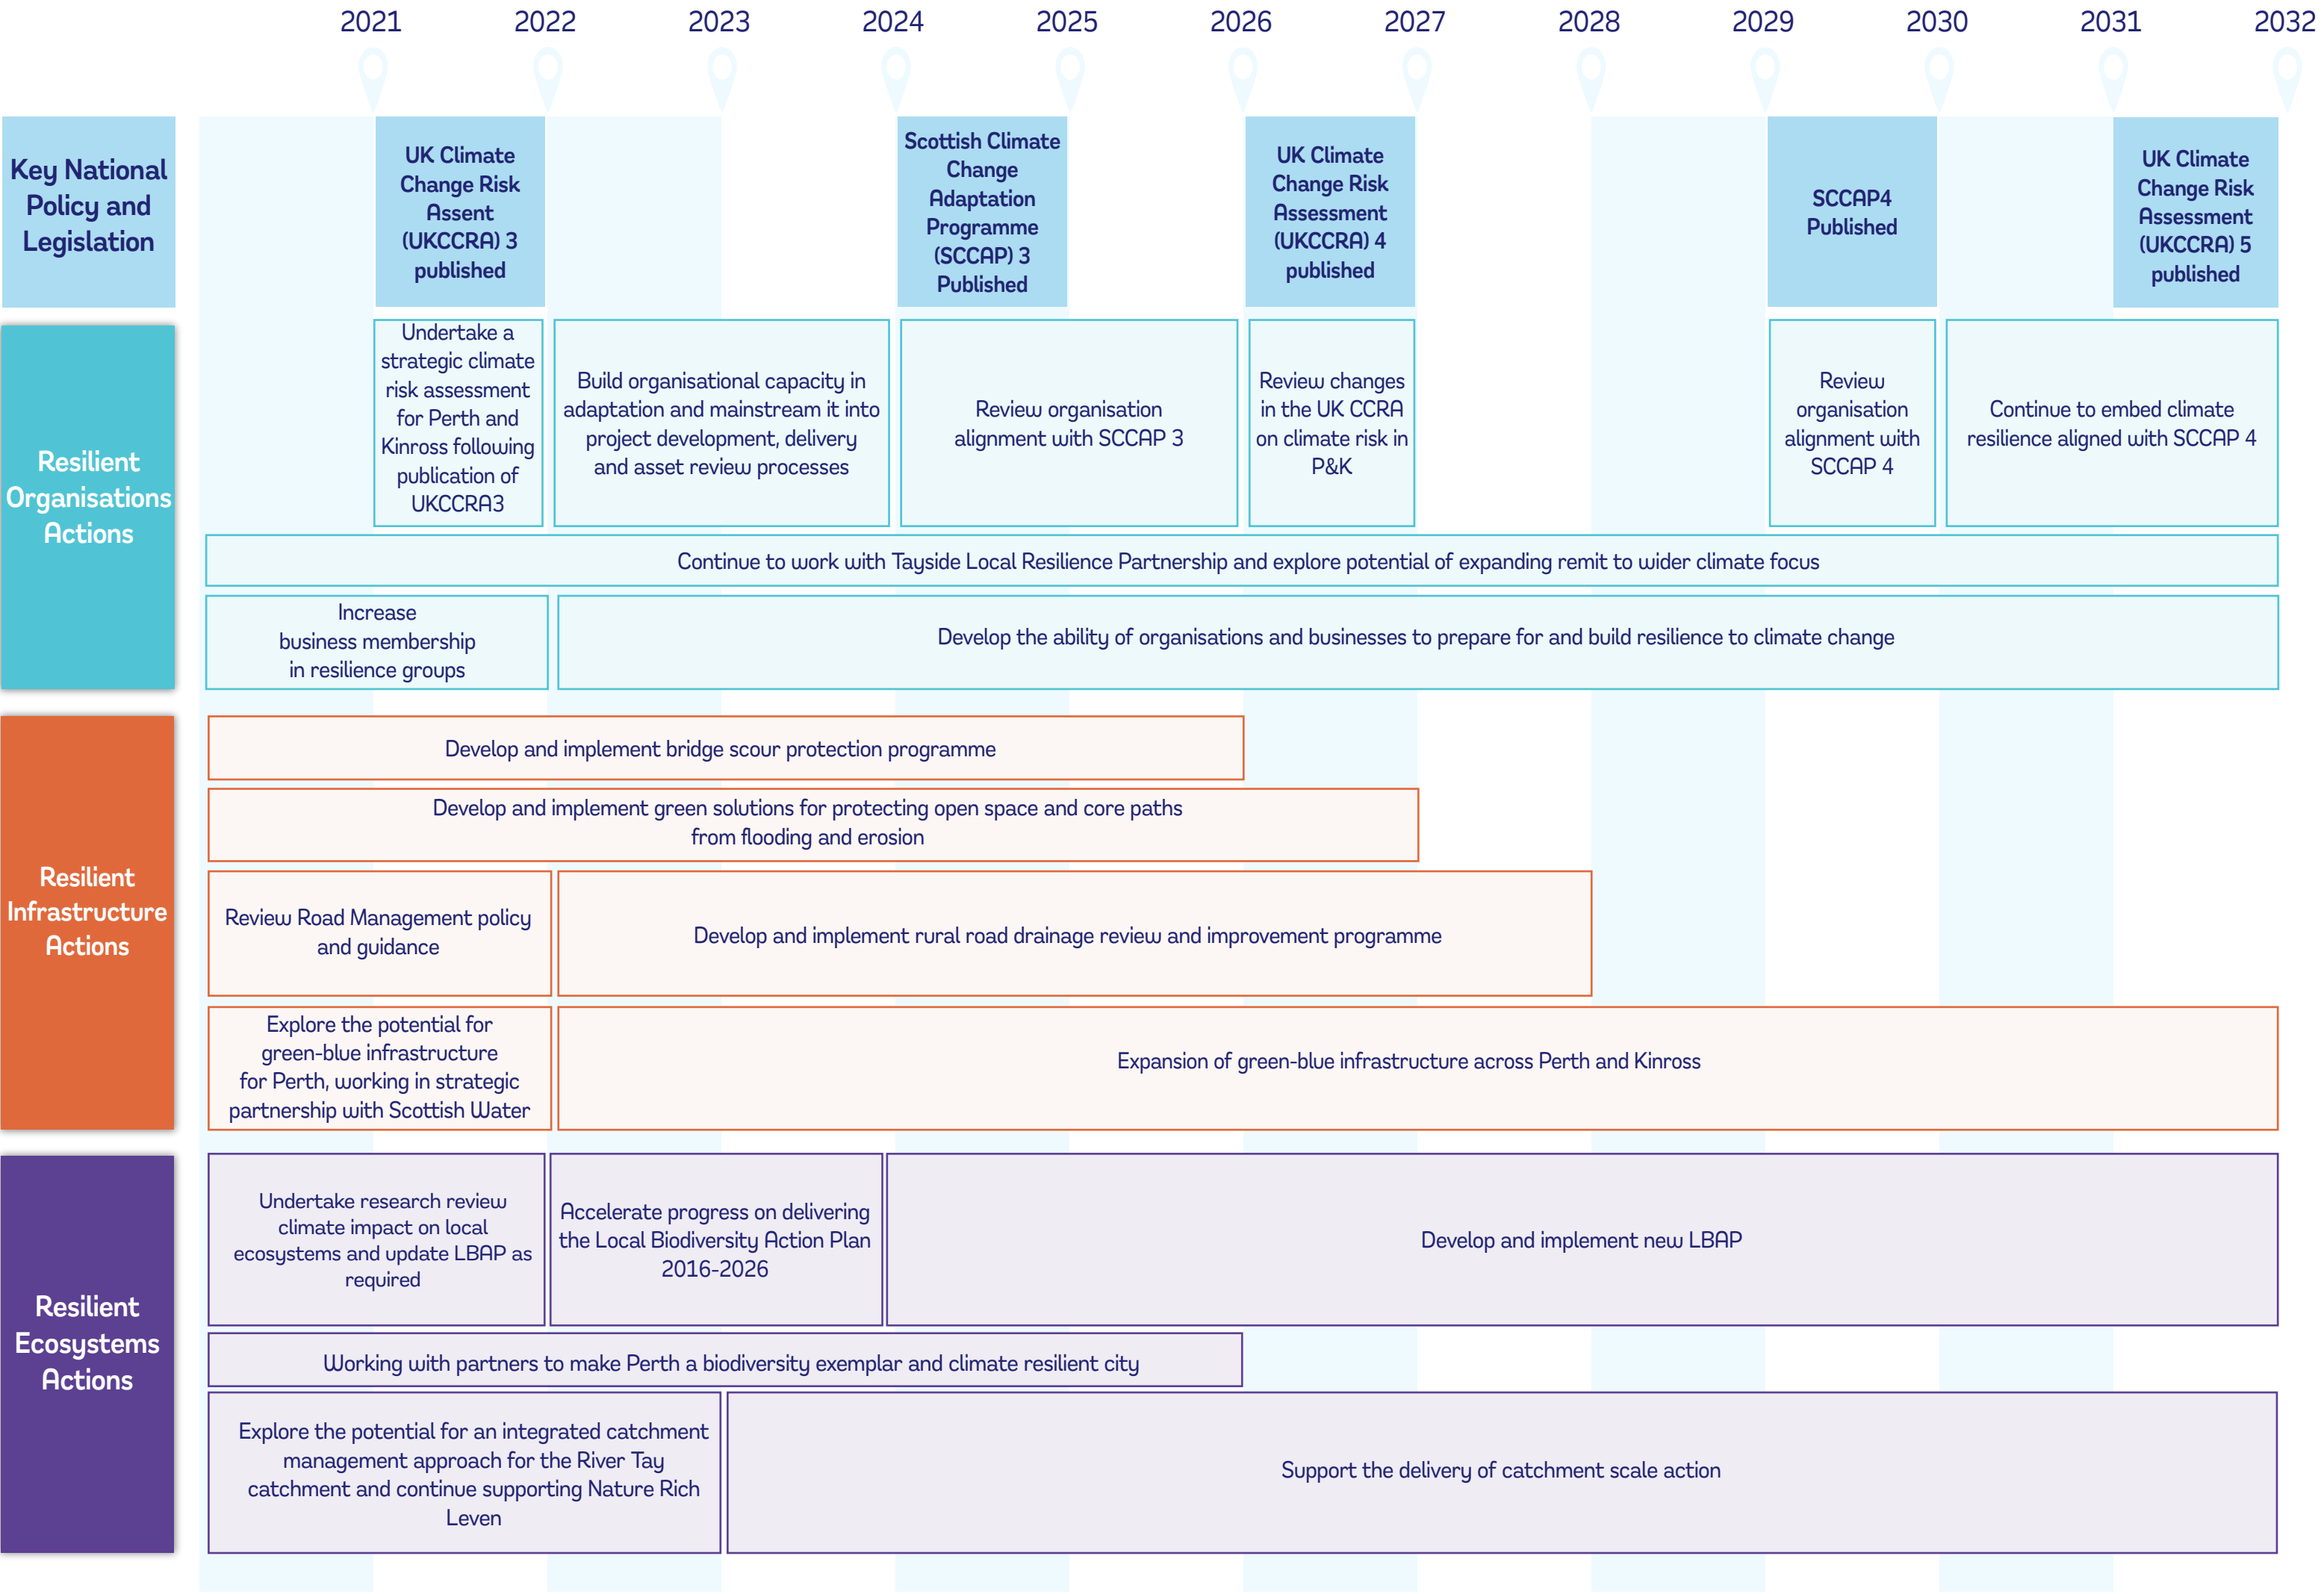 2021 2022 2023 2024 2025 2026 2027 2028 2029 2030 2031 2032
Key National
Policy and
Legislation
UK Climate
Change Risk
Assent
(UKCCRA) 3
published
Scottish Climate
Change
Adaptation
Programme
(SCCAP) 3
Published
UK Climate
Change Risk
Assessment
(UKCCRA) 4
published
SCCAP4
Published
UK Climate
Change Risk
Assessment
(UKCCRA) 5
published
Resilient
Organisations
Actions
Undertake a
strategic climate
risk assessment
for Perth and
Kinross following
publication of
UKCCRA3
Build organisational capacity in
adaptation and mainstream it into
project development, delivery
and asset review processes
Review organisation
alignment with SCCAP 3
Review changes
in the UK CCRA
on climate risk in
P&K
Review
organisation
alignment with
SCCAP 4
Continue to embed climate
resilience aligned with SCCAP 4
Continue to work with Tayside Local Resilience Partnership and explore potential of expanding remit to wider climate focus
Increase
business membership
in resilience groups
Develop the ability of organisations and businesses to prepare for and build resilience to climate change
Resilient
Infrastructure
Actions
Develop and implement bridge scour protection programme
Develop and implement green solutions for protecting open space and core paths
from flooding and erosion
Review Road Management policy
and guidance
Develop and implement rural road drainage review and improvement programme
Explore the potential for
green-blue infrastructure
for Perth, working in strategic
partnership with Scottish Water
Expansion of green-blue infrastructure across Perth and Kinross
Resilient
Ecosystems
Actions
Undertake research review
climate impact on local
ecosystems and update LBAP as
required
Accelerate progress on delivering
the Local Biodiversity Action Plan
2016-2026
Develop and implement new LBAP
Working with partners to make Perth a biodiversity exemplar and climate resilient city
Explore the potential for an integrated catchment
management approach for the River Tay
catchment and continue supporting Nature Rich
Leven
Support the delivery of catchment scale action